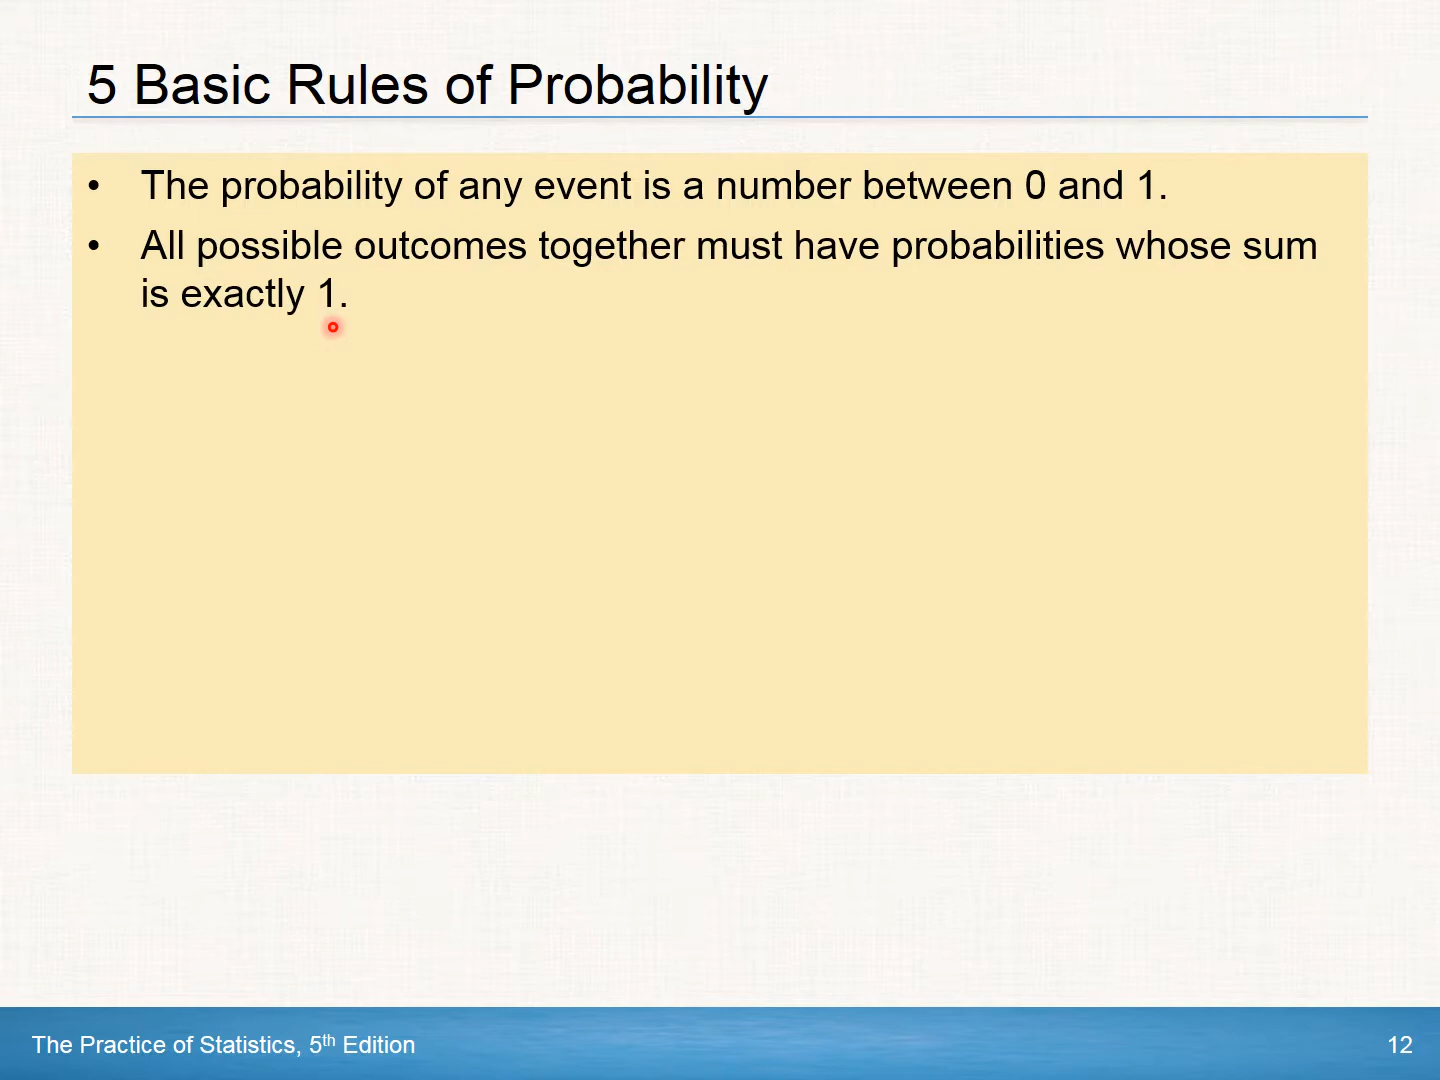 5 Basic Rules of Probability
• The probability of any event is a number between 0 and 1.
• All possible outcomes together must have probabilities whose sum
is exactly 1.
The Practice of Statistics, 5th Edition
12